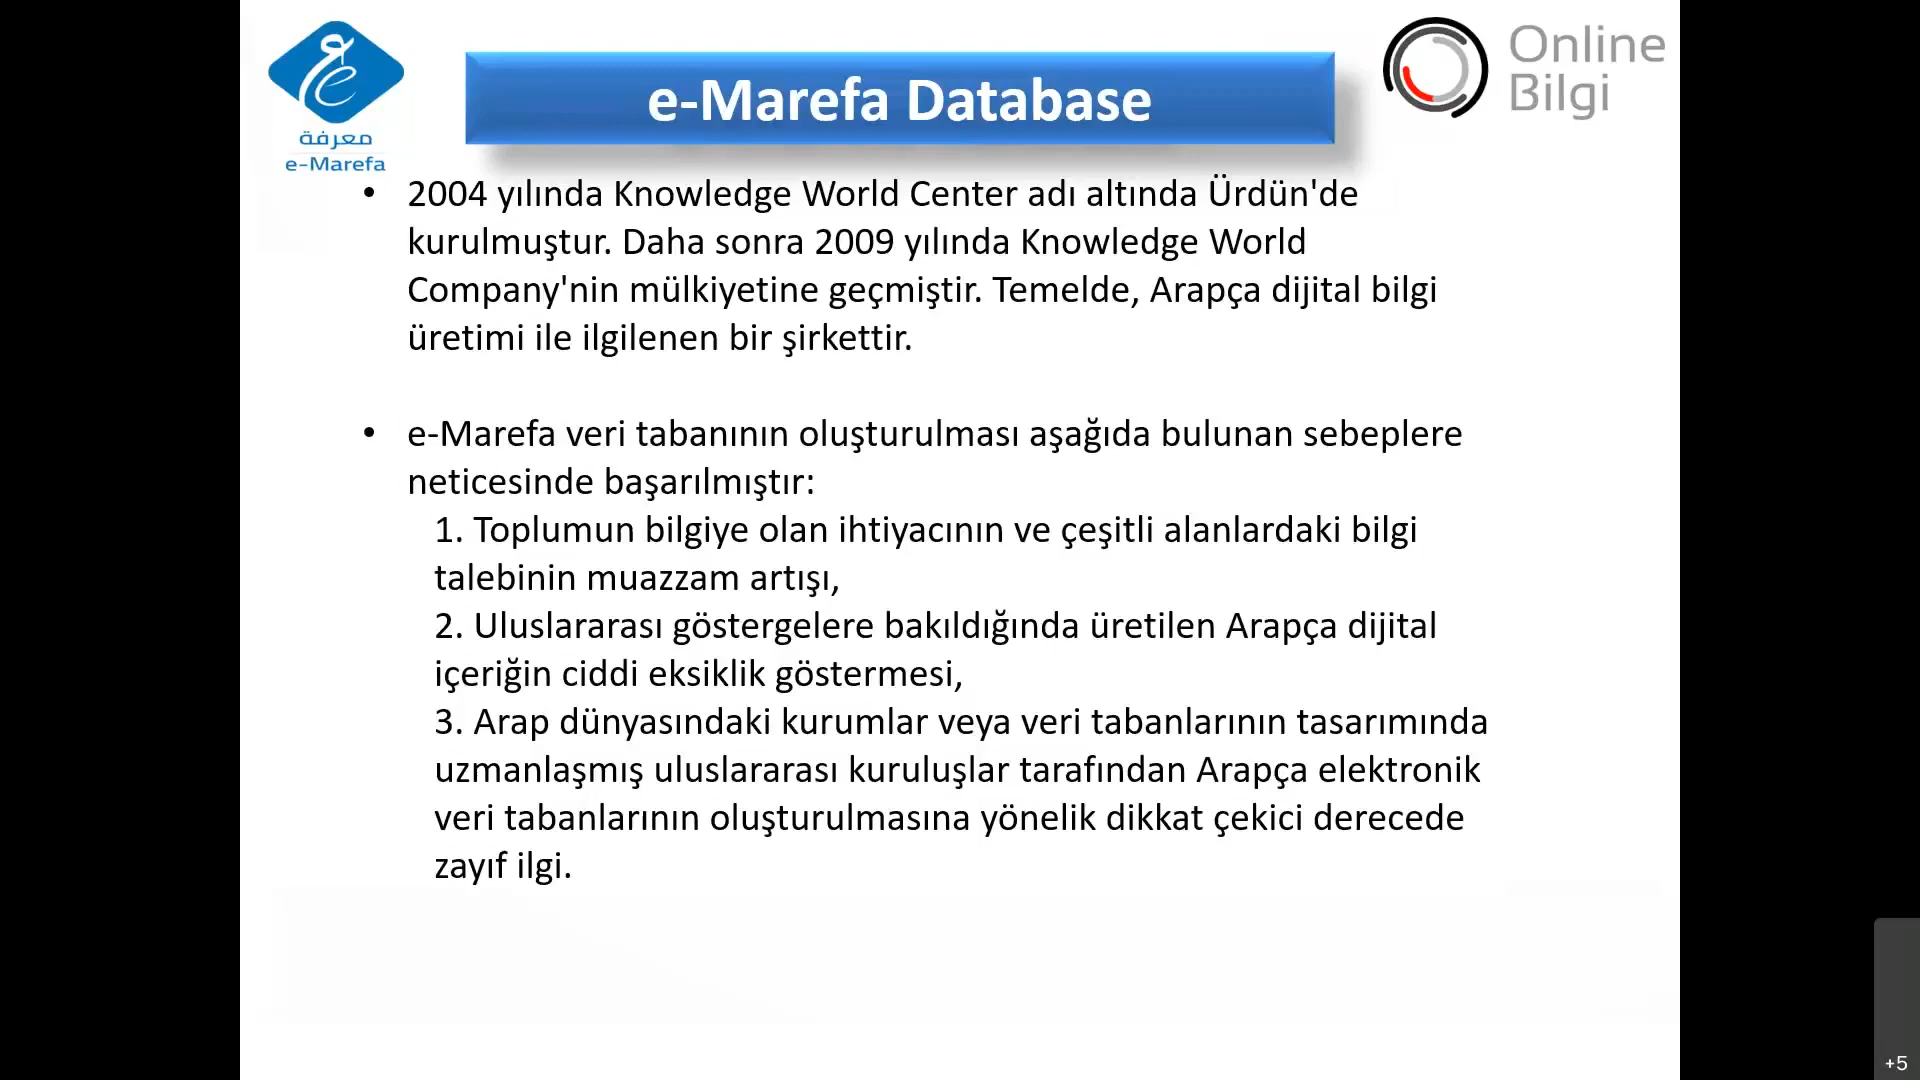 معرفة
e-Marefa
e-Marefa Database
Online
Bilgi
• 2004 yılında Knowledge World Center adı altında Ürdün'de
kurulmuştur. Daha sonra 2009 yılında Knowledge World
Company'nin mülkiyetine geçmiştir. Temelde, Arapça dijital bilgi
üretimi ile ilgilenen bir şirkettir.
• e-Marefa veri tabanının oluşturulması aşağıda bulunan sebeplere
neticesinde başarılmıştır:
1. Toplumun bilgiye olan ihtiyacının ve çeşitli alanlardaki bilgi
talebinin muazzam artışı,
2. Uluslararası göstergelere bakıldığında üretilen Arapça dijital
içeriğin ciddi eksiklik göstermesi,
3. Arap dünyasındaki kurumlar veya veri tabanlarının tasarımında
uzmanlaşmış uluslararası kuruluşlar tarafından Arapça elektronik
veri tabanlarının oluşturulmasına yönelik dikkat çekici derecede
zayıf ilgi.
+5